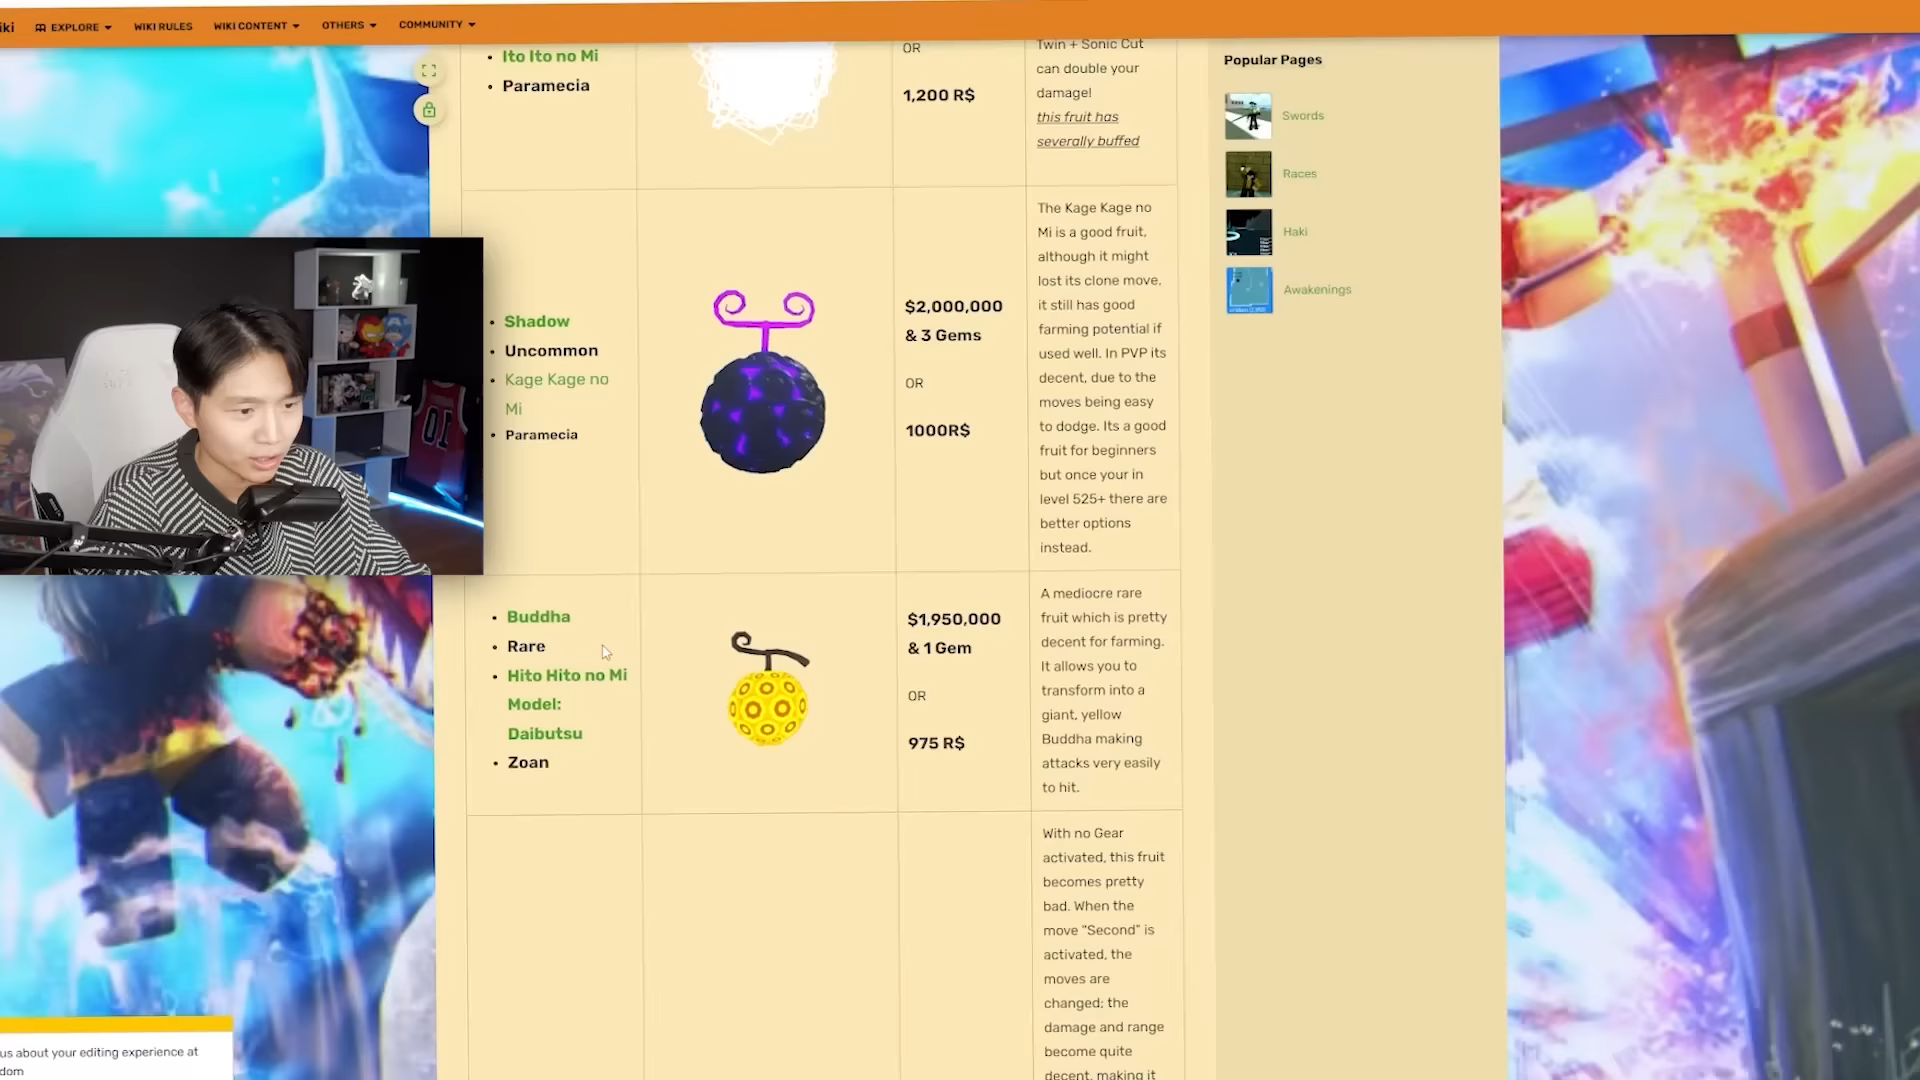 iki
EXPLORE
WIKI RULES
WIKI CONTENT
OTHERS
COMMUNITY
Ito Ito no Mi
Paramecia
OR
1,200 R$
Twin + Sonic Cut
can double your
damage!
this fruit has
severally buffed
Popular Pages
Swords
Races
Haki
Awakenings
Shadow
Uncommon
Kage Kage no
Mi
Paramecia
$2,000,000
& 3 Gems
OR
1000R$
The Kage Kage no
Mi is a good fruit,
although it might
lost its clone move,
it still has good
farming potential if
used well. In PVP its
decent, due to the
moves being easy
to dodge. Its a good
fruit for beginners
but once your in
level 525+ there are
better options
instead.
Buddha
Rare
Hito Hito no Mi
Model:
Daibutsu
Zoan
$1,950,000
& 1 Gem
OR
975 R$
A mediocre rare
fruit which is pretty
decent for farming.
It allows you to
transform into a
giant, yellow
Buddha making
attacks very easily
to hit.
With no Gear
activated, this fruit
becomes pretty
bad. When the
move "Second" is
activated, the
moves are
changed; the
damage and range
become quite
decent, making it
us about your editing experience at
dom
10